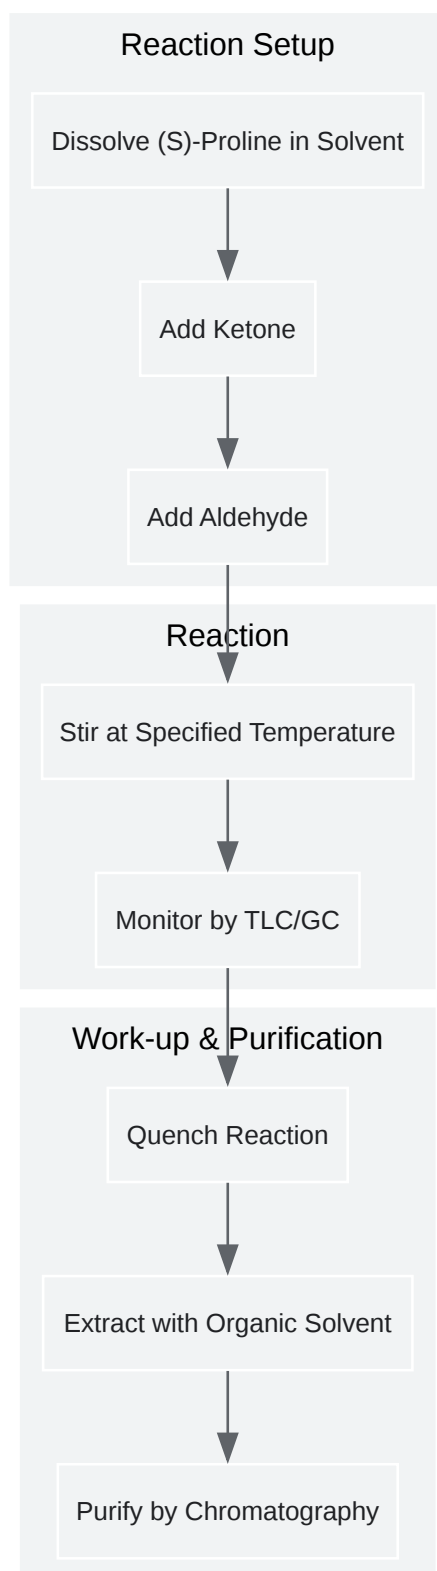 Reaction Setup
Dissolve (S)-Proline in Solvent
Add Ketone
Add Aldehyde
Reaction
Stir at Specified Temperature
Monitor by TLC/GC
Work-up & Purification
Quench Reaction
Extract with Organic Solvent
Purify by Chromatography